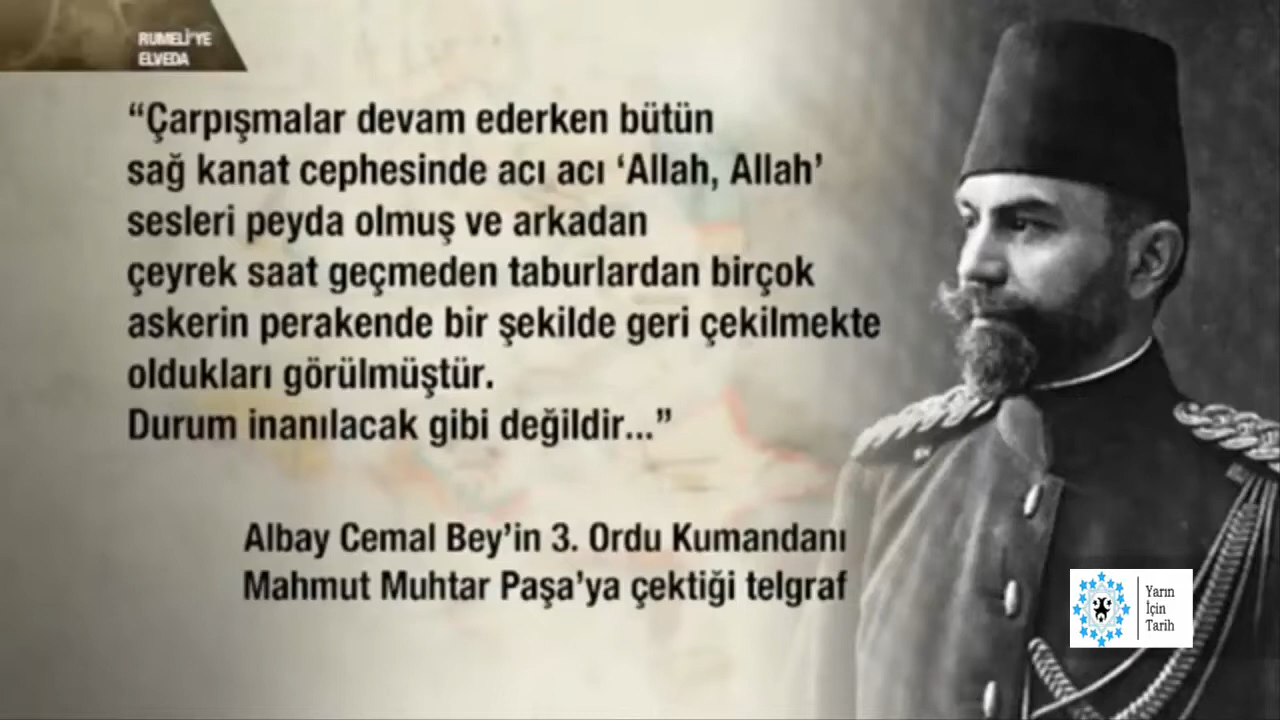 RUMELİ'YE
ELVEDA
“Çarpışmalar devam ederken bütün
sağ kanat cephesinde acı acı ‘Allah, Allah’
sesleri peyda olmuş ve arkadan
çeyrek saat geçmeden taburlardan birçok
askerin perakende bir şekilde geri çekilmekte
oldukları görülmüştür.
Durum inanılacak gibi değildir...”
Albay Cemal Bey’in 3. Ordu Kumandanı
Mahmut Muhtar Paşa’ya çektiği telgraf
Yarın
İçin
Tarih